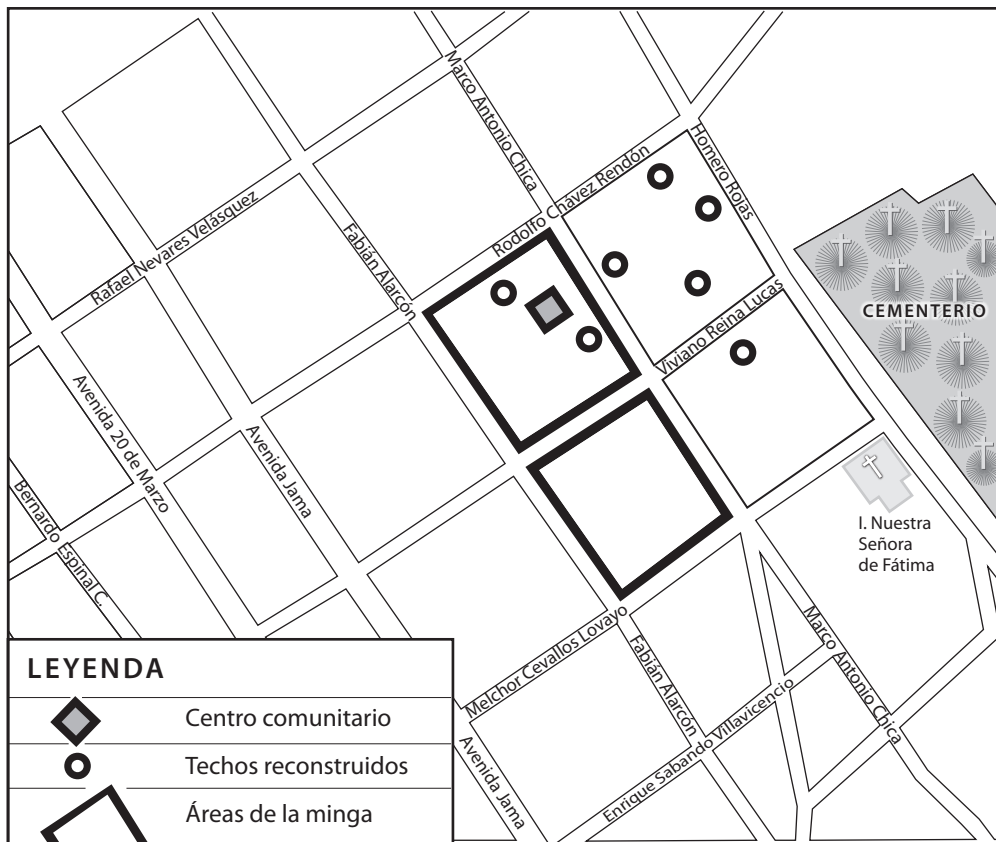 Marco Antonio Chica
Homero Rojas
Rodolfo Chávez Rendón
Rafael Nevares Velásquez
Fabián Alarcón
Viviano Reina Lucas
CEMENTERIO
Avenida 20 de Marzo
Avenida Jama
Bernardo Espinal C.
I. Nuestra
Señora
de Fátima
Melchor Cevallos Lovayo
Fabián Alarcón
Marco Antonio Chica
Enrique Sabando Villavicencio
Avenida Jama
LEYENDA
Centro comunitario
Techos reconstruidos
Áreas de la minga